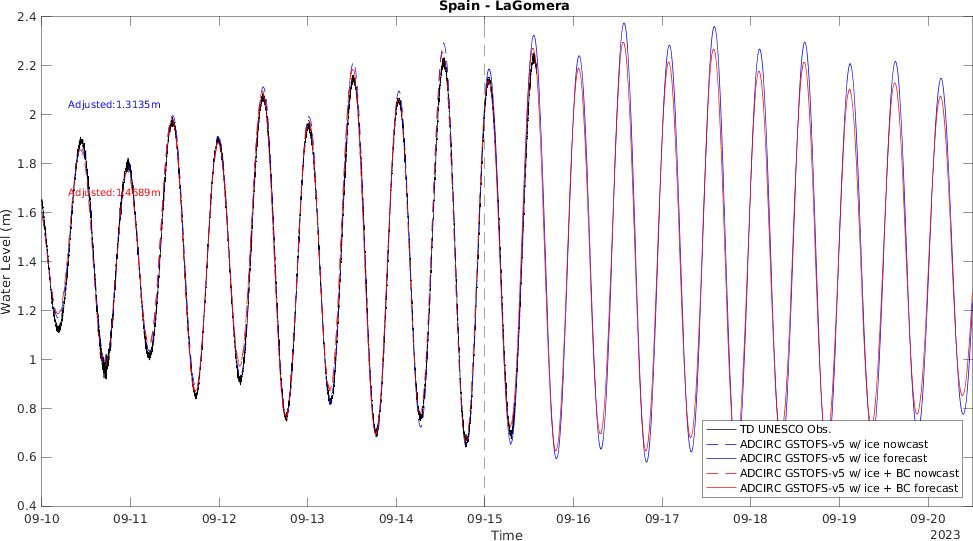 Spain - LaGomera
2.4
2.2
2
1.8
1.6
1.4
1.2
1
0.8
0.6
0.4
Water Level (m)
Adjusted:1.3135m
Adjusted:1.4689m
TD UNESCO Obs.
ADCIRC GSTOFS-v5 w/ ice nowcast
ADCIRC GSTOFS-v5 w/ ice forecast
ADCIRC GSTOFS-v5 w/ ice + BC nowcast
ADCIRC GSTOFS-v5 w/ ice + BC forecast
09-10 09-11 09-12 09-13 09-14 09-15 09-16 09-17 09-18 09-19 09-20
Time
2023